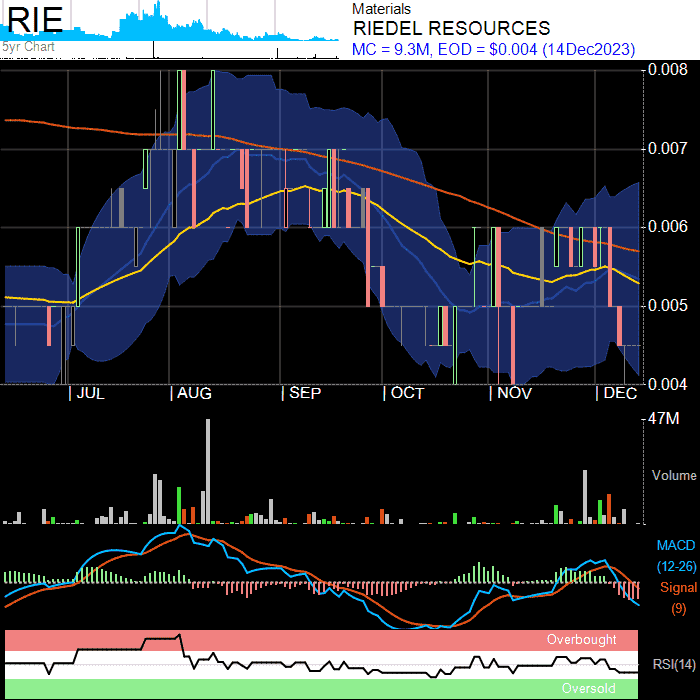 RIE
5yr Chart
Materials
RIEDEL RESOURCES
MC = 9.3M, EOD = $0.004 (14Dec2023)
0.008
0.007
0.006
0.005
0.004
JUL AUG SEP OCT NOV DEC
47M
Volume
MACD
(12-26)
Signal
(9)
Overbought
RSI(14)
Oversold